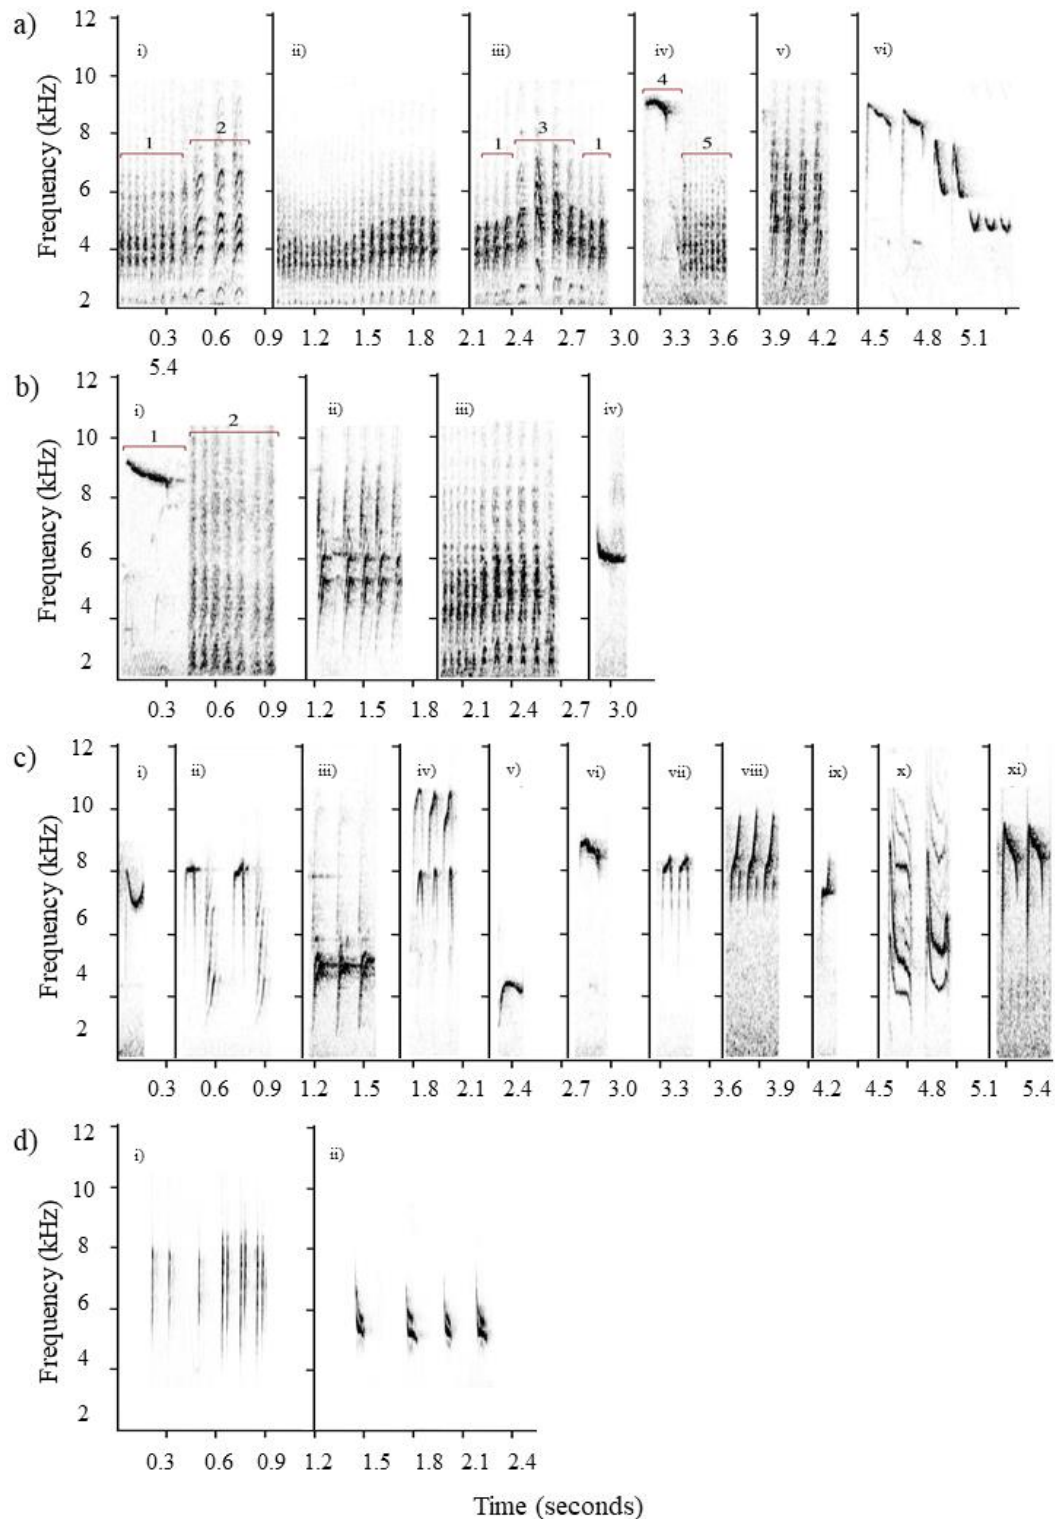 a)
12
10
8
6
4
2
Frequency (kHz)
i)
ii)
iii)
iv)
v)
vi)
1
2
1
3
1
4
5
0.3 0.6 0.9 1.2 1.5 1.8 2.1 2.4 2.7 3.0 3.3 3.6 3.9 4.2 4.5 4.8 5.1
5.4
b)
12
10
8
6
4
2
Frequency (kHz)
i)
ii)
iii)
iv)
1
2
0.3 0.6 0.9 1.2 1.5 1.8 2.1 2.4 2.7 3.0
c)
12
10
8
6
4
2
Frequency (kHz)
i)
ii)
iii)
iv)
v)
vi)
vii)
viii)
ix)
x)
xi)
0.3 0.6 0.9 1.2 1.5 1.8 2.1 2.4 2.7 3.0 3.3 3.6 3.9 4.2 4.5 4.8 5.1 5.4
d)
12
10
8
6
4
2
Frequency (kHz)
i)
ii)
0.3 0.6 0.9 1.2 1.5 1.8 2.1 2.4
Time (seconds)